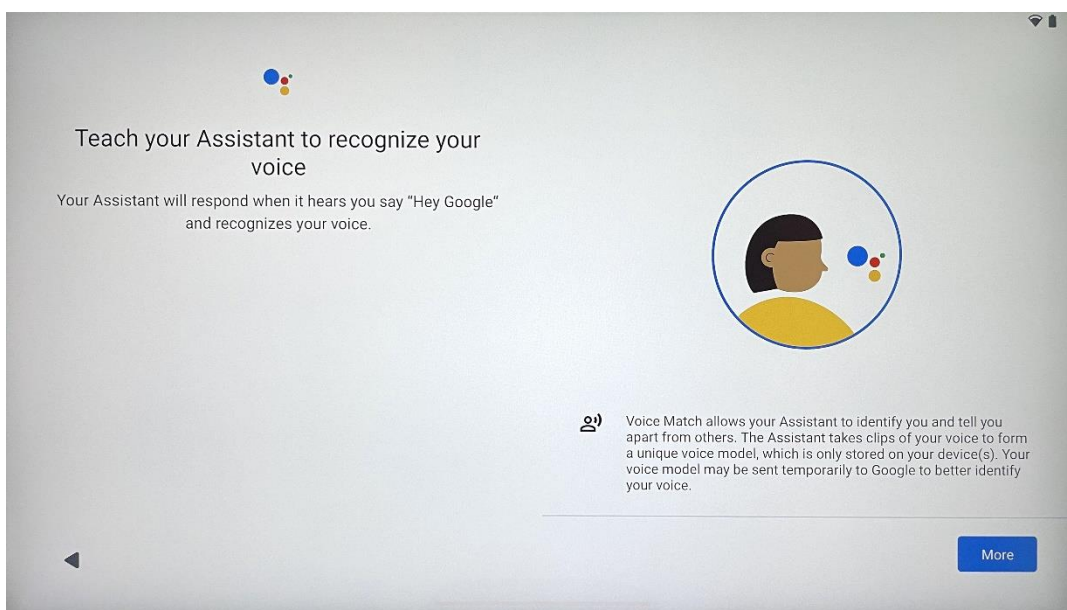 Teach your Assistant to recognize your
voice
Your Assistant will respond when it hears you say “Hey Google“
and recognizes your voice.
Voice Match allows your Assistant to identify you and tell you
apart from others. The Assistant takes clips of your voice to form
a unique voice model, which is only stored on your device(s). Your
voice model may be sent temporarily to Google to better identify
your voice.
More